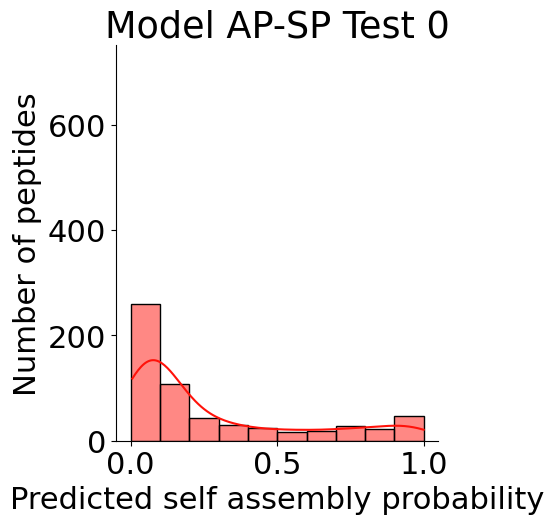 Model AP-SP Test 0
Number of peptides
600
400
200
0
0.0 0.5 1.0
Predicted self assembly probability